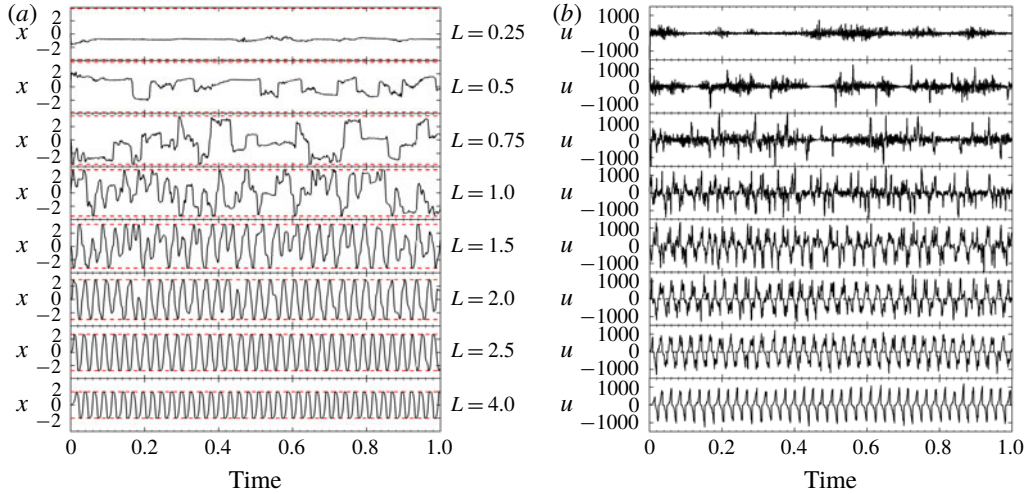 (a)
x 2 0 −2 L = 0.25
x 2 0 −2 L = 0.5
x 2 0 −2 L = 0.75
x 2 0 −2 L = 1.0
x 2 0 −2 L = 1.5
x 2 0 −2 L = 2.0
x 2 0 −2 L = 2.5
x 2 0 −2 L = 4.0
0 0.2 0.4 0.6 0.8 1.0
Time
(b)
u 1000 0 −1000
u 1000 0 −1000
u 1000 0 −1000
u 1000 0 −1000
u 1000 0 −1000
u 1000 0 −1000
u 1000 0 −1000
u 1000 0 −1000
0 0.2 0.4 0.6 0.8 1.0
Time